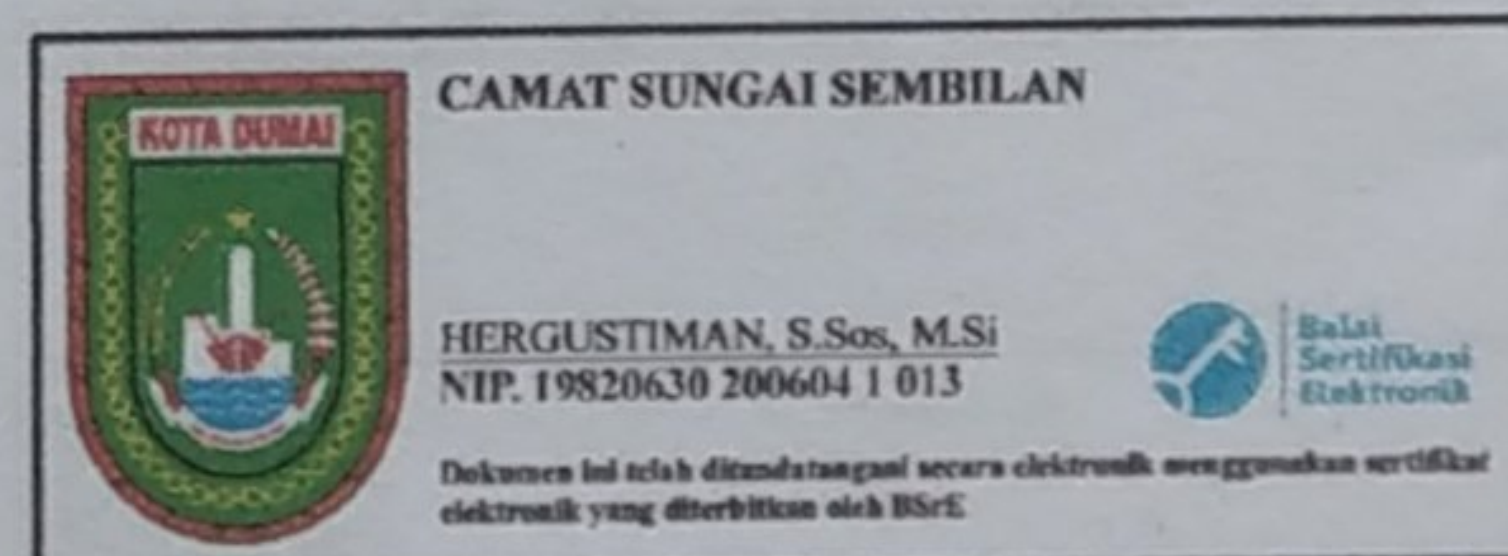 KOTA DUMAI
CAMAT SUNGAI SEMBILAN
HERGUSTIMAN, S.Sos, M.Si
NIP. 19820630 200604 1 013
Balai
Sertifikasi
Elektronik
Dokumen ini telah ditandatangani secara elektronik menggunakan sertifikat
elektronik yang diterbitkan oleh BSrE